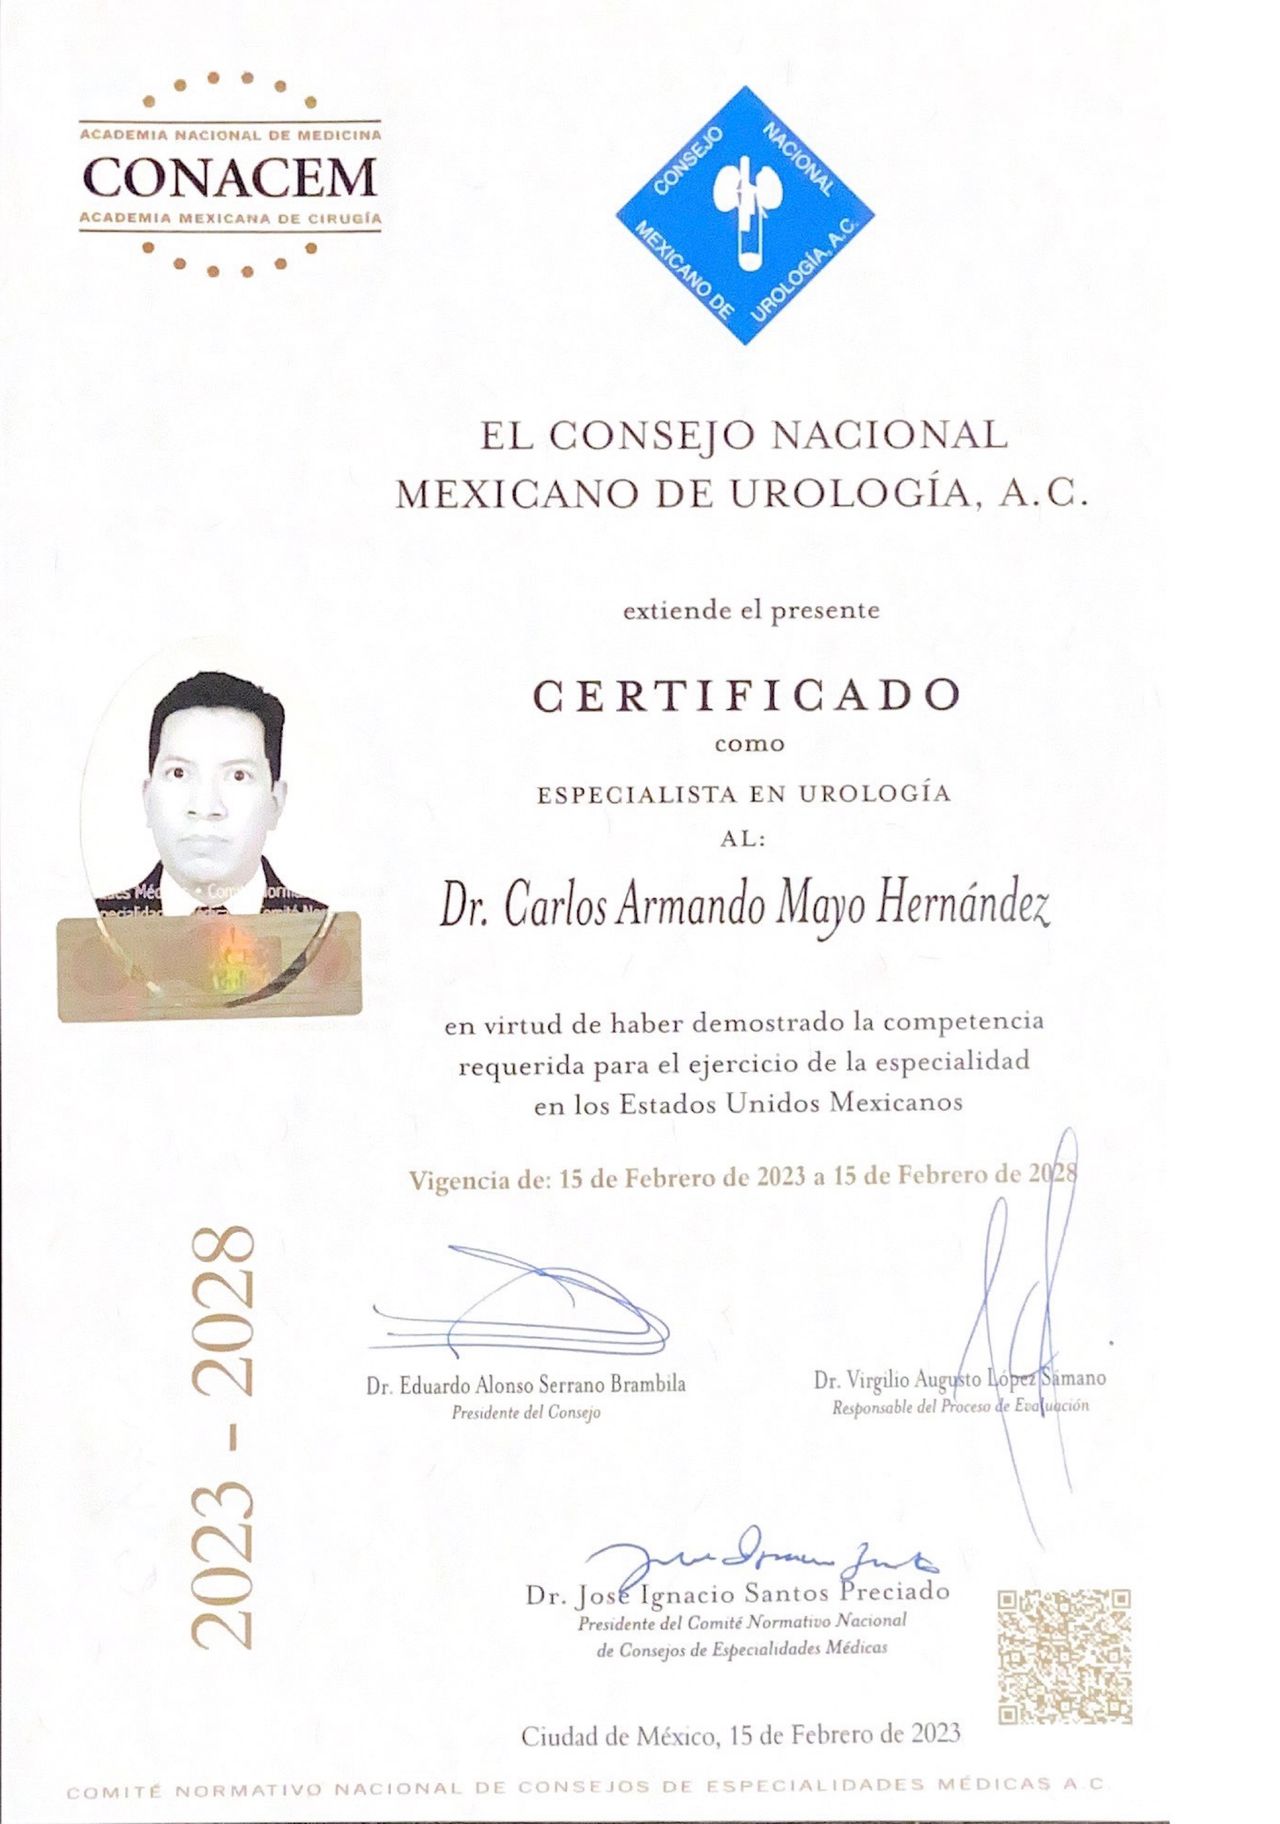 ACADEMIA NACIONAL DE MEDICINA
CONACEM
ACADEMIA MEXICANA DE CIRUGÍA
CONSEJO NACIONAL
MEXICANO DE UROLOGÍA, A.C.
EL CONSEJO NACIONAL
MEXICANO DE UROLOGÍA, A.C.
extiende el presente
CERTIFICADO
como
ESPECIALISTA EN UROLOGÍA
AL:
Dr. Carlos Armando Mayo Hernández
en virtud de haber demostrado la competencia
requerida para el ejercicio de la especialidad
en los Estados Unidos Mexicanos
Vigencia de: 15 de Febrero de 2023 a 15 de Febrero de 2028
2023 - 2028
Dr. Eduardo Alonso Serrano Brambila
Presidente del Consejo
Dr. Virgilio Augusto López Sámano
Responsable del Proceso de Evaluación
Dr. José Ignacio Santos Preciado
Presidente del Comité Normativo Nacional
de Consejos de Especialidades Médicas
Ciudad de México, 15 de Febrero de 2023
COMITÉ NORMATIVO NACIONAL DE CONSEJOS DE ESPECIALIDADES MÉDICAS A.C.